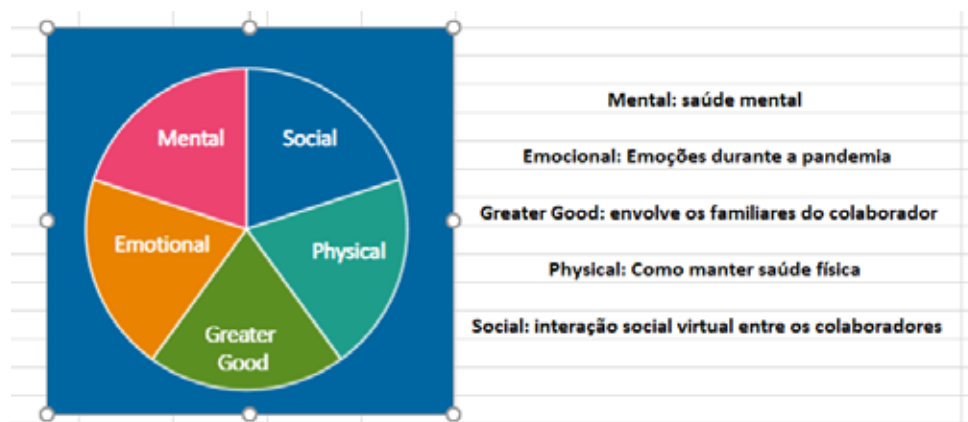 Mental
Social
Emotional
Physical
Greater
Good
Mental: saúde mental
Emocional: Emoções durante a pandemia
Greater Good: envolve os familiares do colaborador
Physical: Como manter saúde física
Social: interação social virtual entre os colaboradores